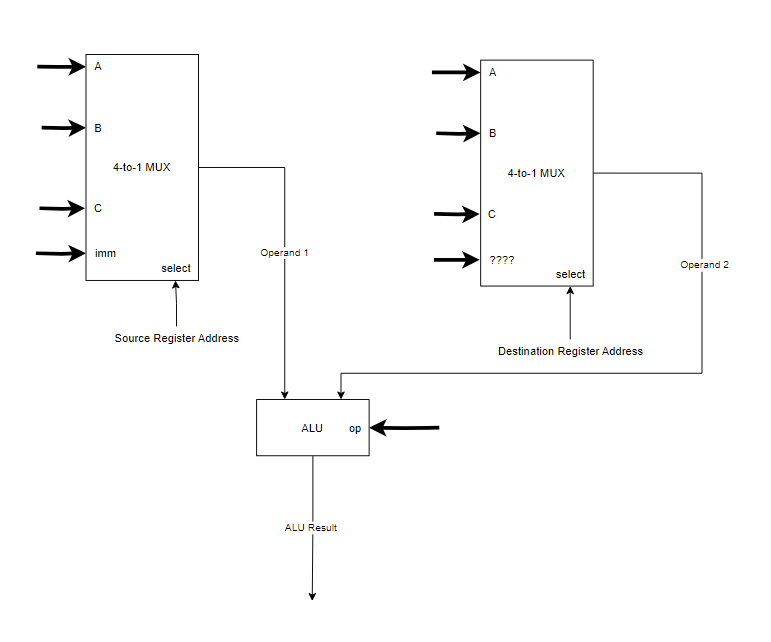 A
B
4-to-1 MUX
C
imm
select
Source Register Address
Operand 1
A
B
4-to-1 MUX
C
????
select
Destination Register Address
Operand 2
ALU
op
ALU Result